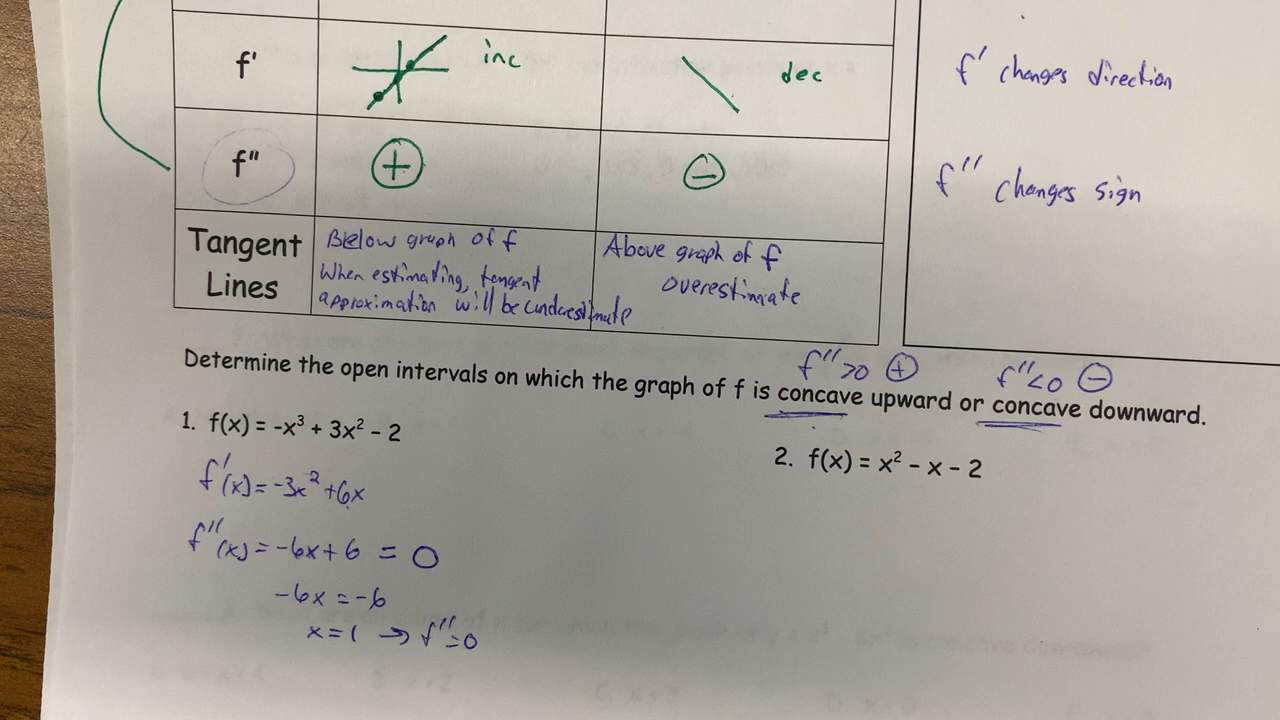 f' inc dec
f' changes direction
f" ⊕ ⊖
f'' changes sign
Tangent
Lines
Below graph of f
When estimating, tangent
approximation will be underestimate
Above graph of f
overestimate
f''>0 ⊕ f''<0 ⊖
Determine the open intervals on which the graph of f is concave upward or concave downward.
1. f(x) = -x³ + 3x² - 2
f'(x) = -3x² + 6x
f''(x) = -6x + 6 = 0
-6x = -6
x = 1 → f'' = 0
2. f(x) = x² - x - 2